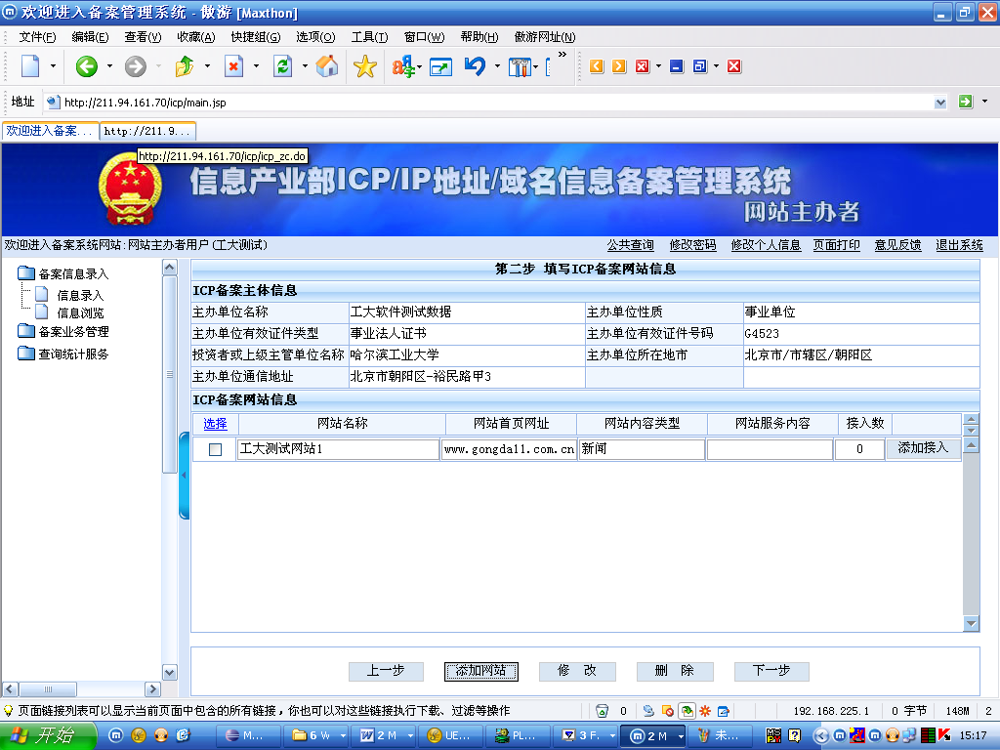 欢迎进入备案管理系统 - 傲游 [Maxthon]
文件(F) 编辑(E) 查看(V) 收藏(A) 快捷组(G) 选项(O) 工具(T) 窗口(W) 帮助(H) 傲游网址(N)
地址 http://211.94.161.70/icp/main.jsp
欢迎进入备案... http://211.9...
http://211.94.161.70/icp/icp_zc.do
信息产业部ICP/IP地址/域名信息备案管理系统
网站主办者
欢迎进入备案系统网站:网站主办者用户(工大测试) 公共查询 修改密码 修改个人信息 页面打印 意见反馈 退出系统
备案信息录入
信息录入
信息浏览
备案业务管理
查询统计服务
第二步 填写ICP备案网站信息
ICP备案主体信息
主办单位名称 工大软件测试数据 主办单位性质 事业单位
主办单位有效证件类型 事业法人证书 主办单位有效证件号码 G4523
投资者或上级主管单位名称 哈尔滨工业大学 主办单位所在地市 北京市/市辖区/朝阳区
主办单位通信地址 北京市朝阳区-裕民路甲3
ICP备案网站信息
选择 网站名称 网站首页网址 网站内容类型 网站服务内容 接入数
工大测试网站1 www.gongda11.com.cn 新闻 0 添加接入
上一步 添加网站 修 改 删 除 下一步
页面链接列表可以显示当前页面中包含的所有链接，你也可以对这些链接执行下载、过滤等操作 0 192.168.225.1 0 字节 148M 2
开始 M... 6 W 2 M UE... PL... 3 F. 2 M 未... 15:17